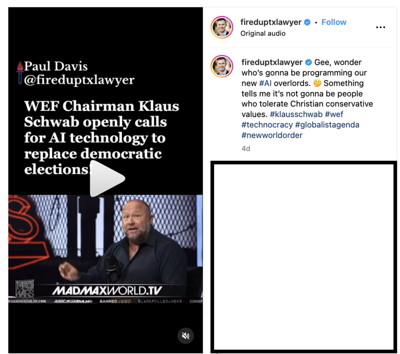 Paul Davis
@fireduptxlawyer
WEF Chairman Klaus
Schwab openly calls
for AI technology to
replace democratic
elections.
MADMAXWORLD.TV
BANNED.VIDEO
fireduptxlawyer • Follow
Original audio
fireduptxlawyer Gee, wonder
who's gonna be programming our
new #AI overlords. 🤔 Something
tells me it's not gonna be people
who tolerate Christian conservative
values. #klausschwab #wef
#technocracy #globalistagenda
#newworldorder
4d